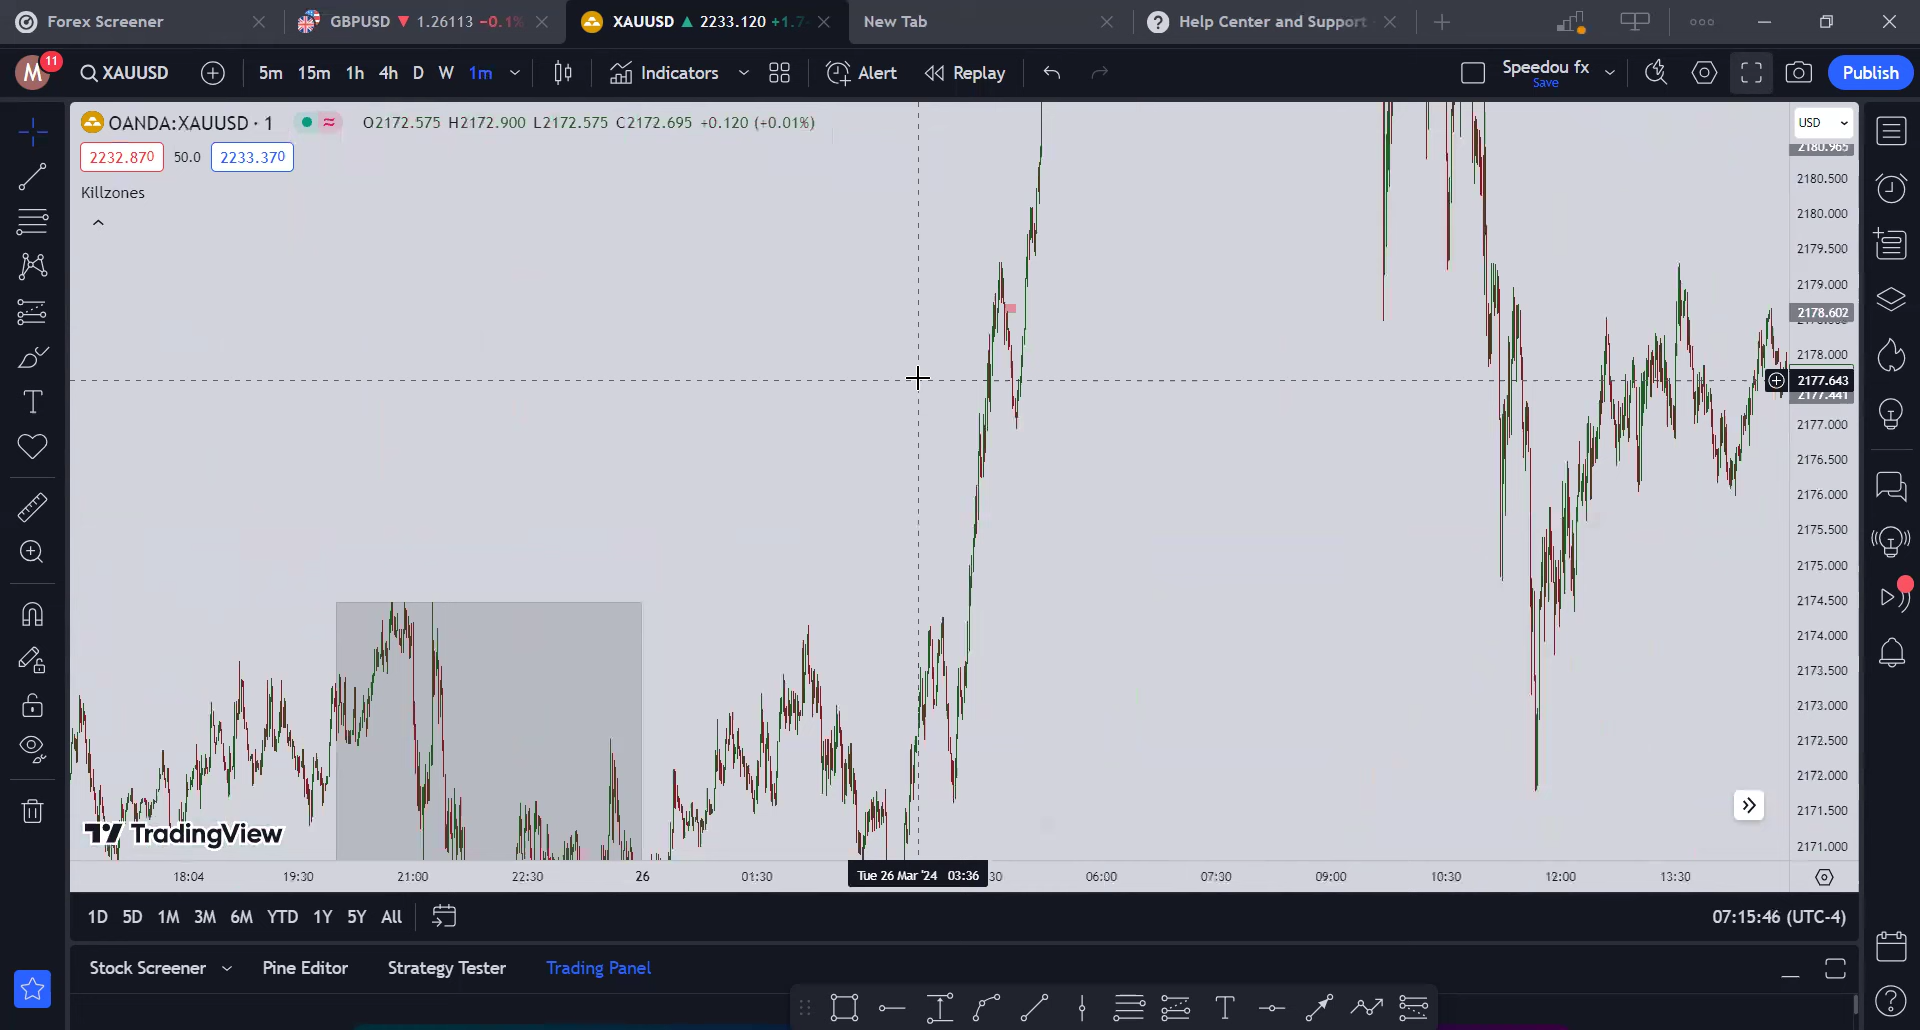 Forex Screener
GBPUSD ▼ 1.26113 −0.1%
XAUUSD ▲ 2233.120 +1.7
New Tab
Help Center and Support
M
11
XAUUSD
5m 15m 1h 4h D W 1m
Indicators
Alert
Replay
Speedou fx
Save
Publish
OANDA:XAUUSD · 1
O2172.575 H2172.900 L2172.575 C2172.695 +0.120 (+0.01%)
2232.870 50.0 2233.370
Killzones
USD
2180.965
2180.500
2180.000
2179.500
2179.000
2178.602
2178.000
2177.643
2177.441
2177.000
2176.500
2176.000
2175.500
2175.000
2174.500
2174.000
2173.500
2173.000
2172.500
2172.000
2171.500
2171.000
TradingView
18:04 19:30 21:00 22:30 26 01:30 Tue 26 Mar '24 03:36 :30 06:00 07:30 09:00 10:30 12:00 13:30
1D 5D 1M 3M 6M YTD 1Y 5Y All
07:15:46 (UTC-4)
Stock Screener Pine Editor Strategy Tester Trading Panel